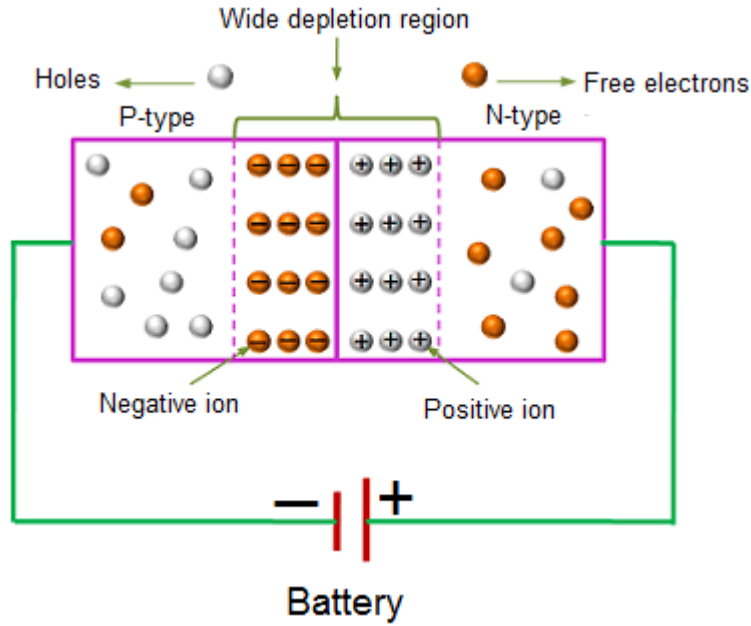 Wide depletion region
Holes
Free electrons
P-type
N-type
− − −
+ + +
− − −
+ + +
− − −
+ + +
− − −
+ + +
Negative ion
Positive ion
− +
Battery